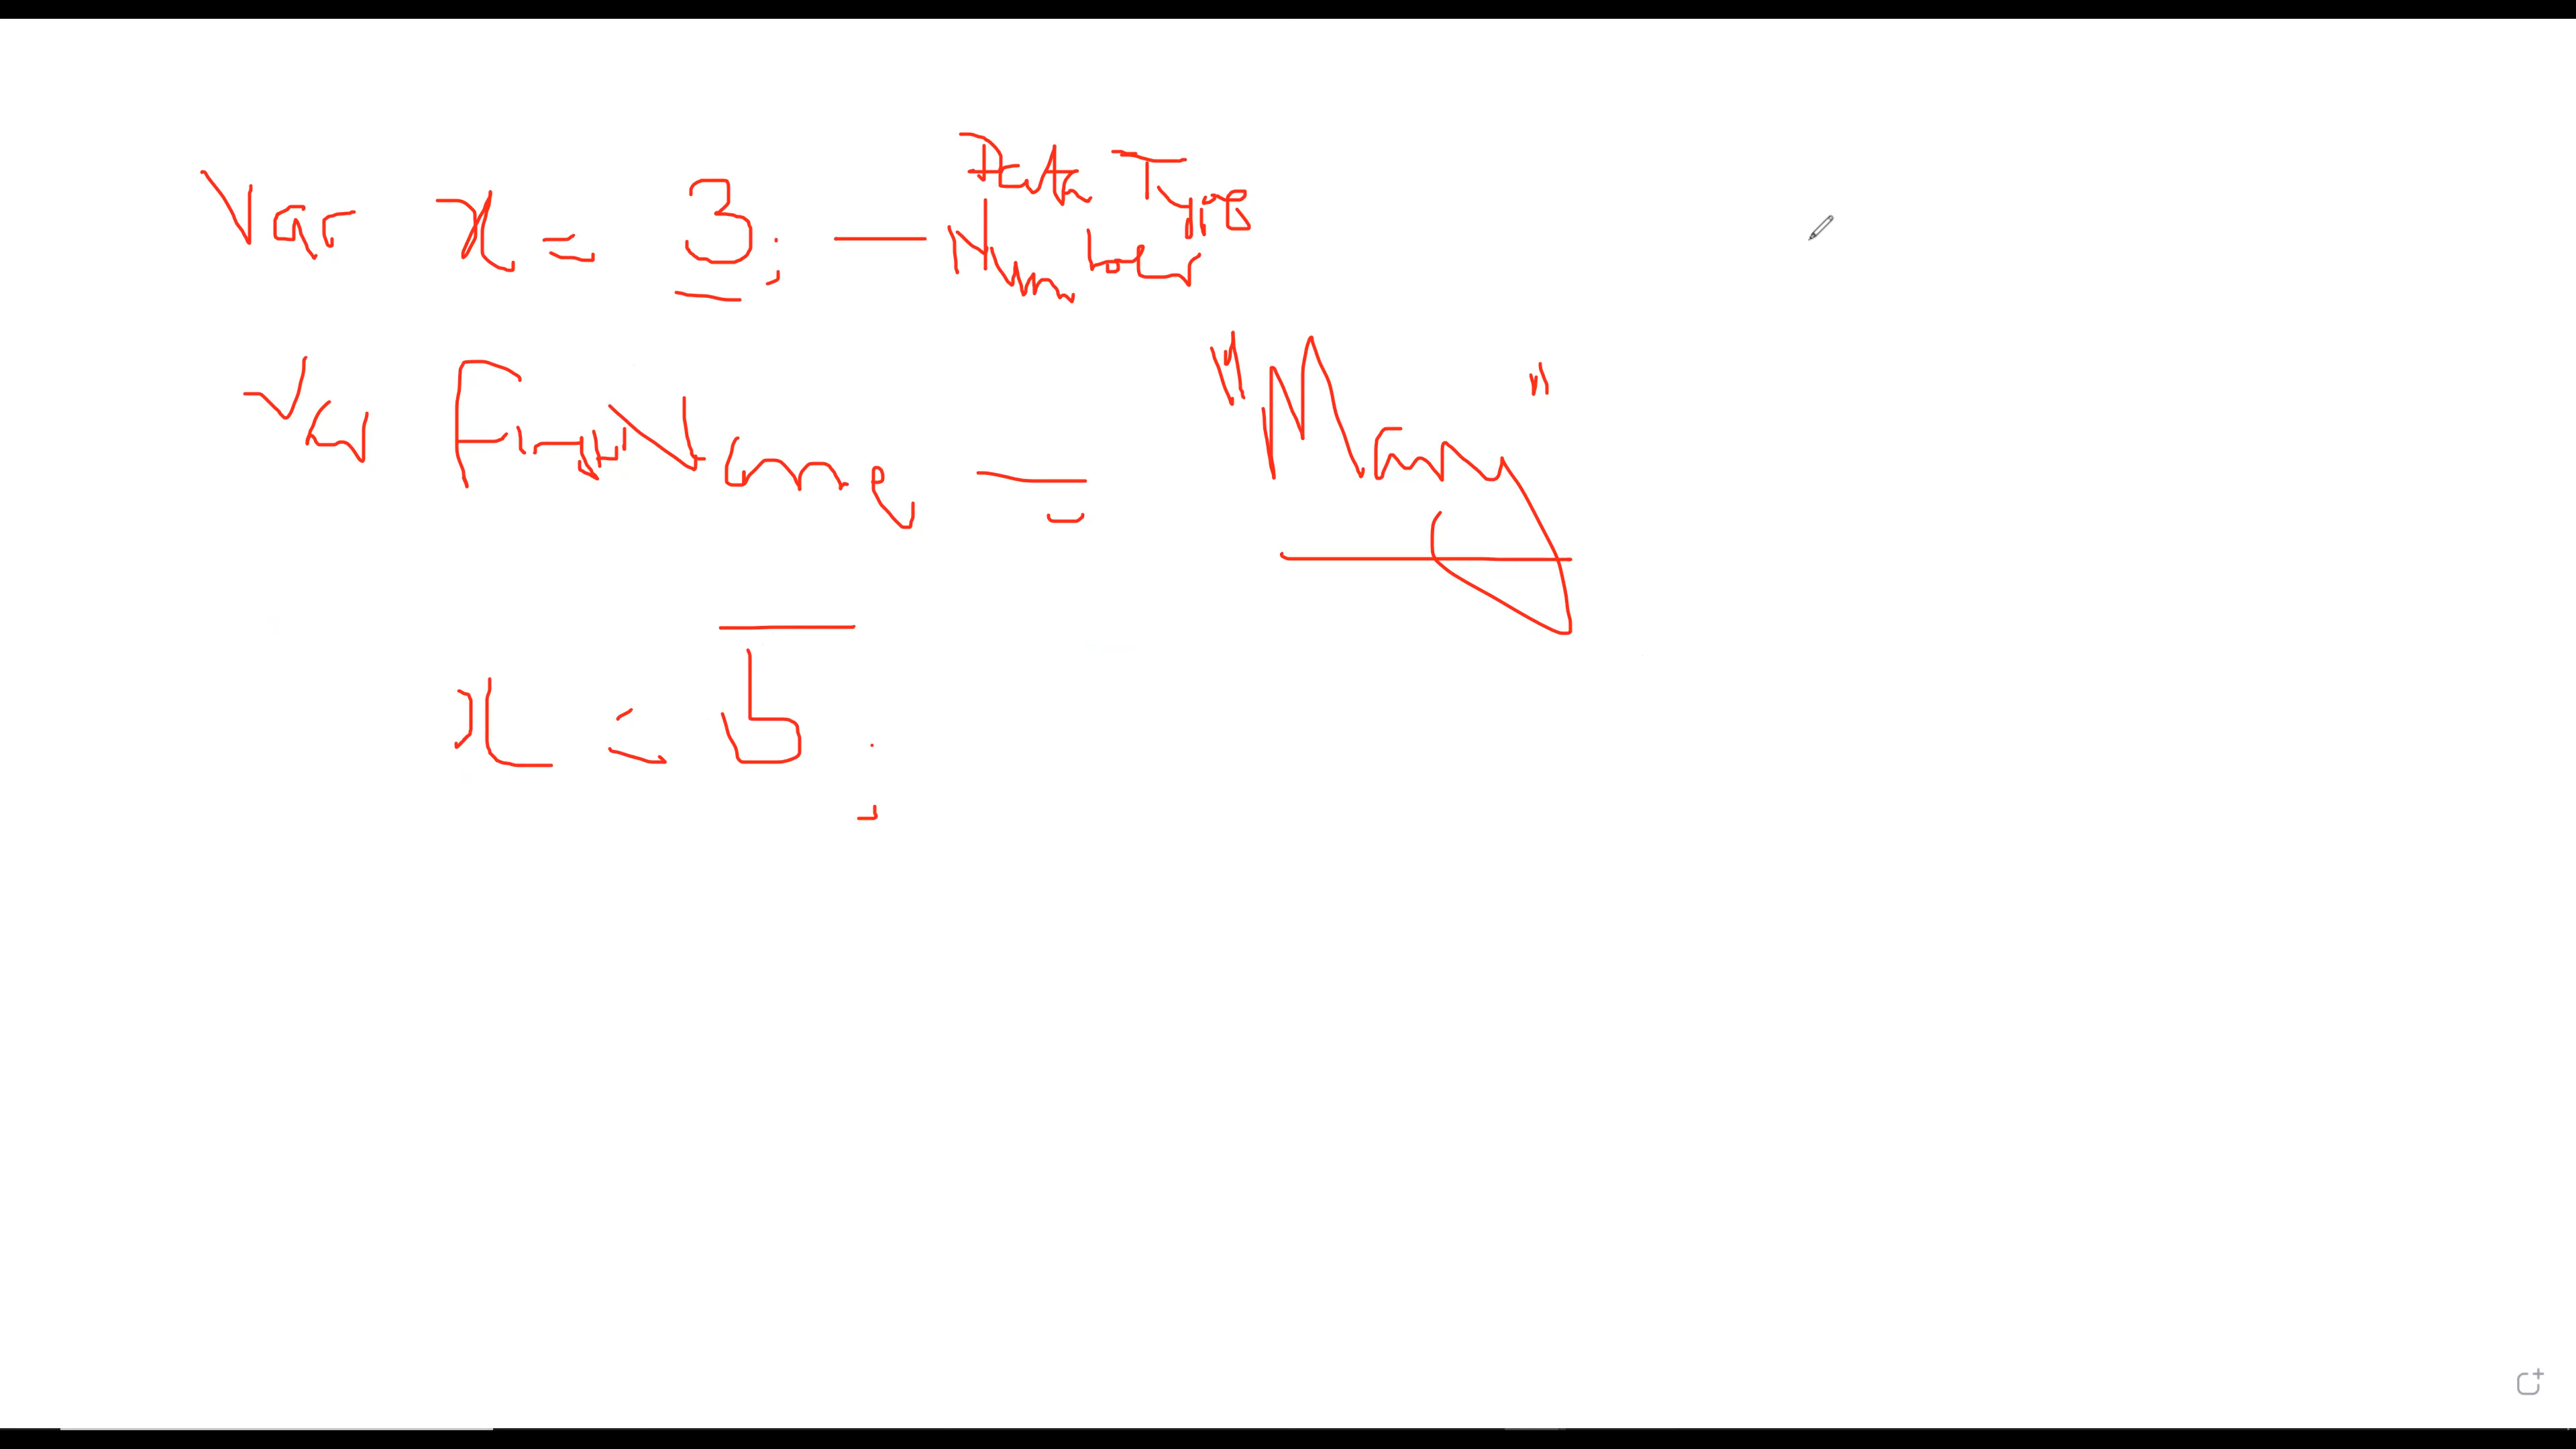 Var x = 3; — Data Type
Number
Var FirstName = "Mary"
x = 5;